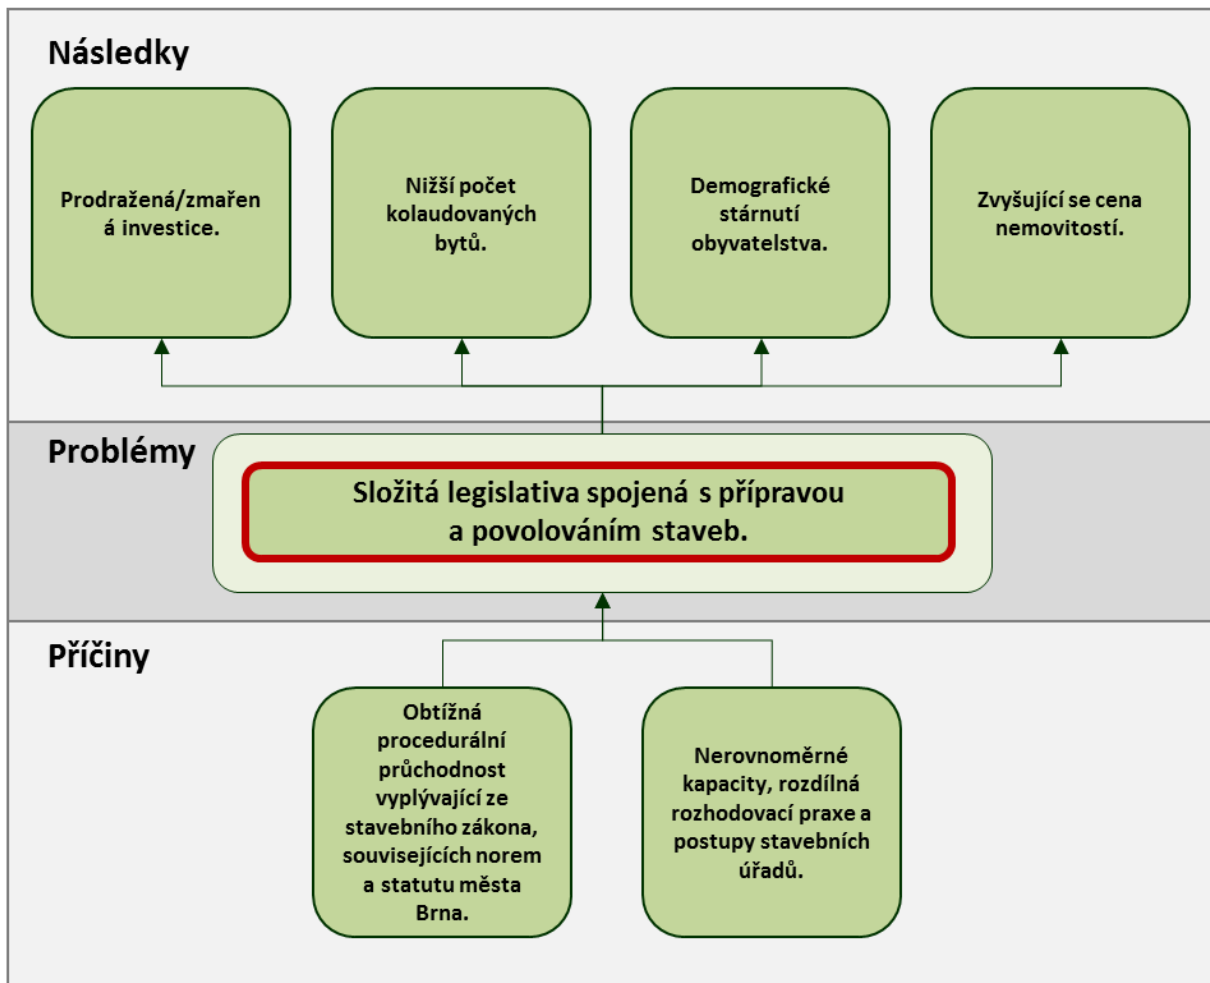 Následky
Prodražená/zmařen
á investice.
Nižší počet
kolaudovaných
bytů.
Demografické
stárnutí
obyvatelstva.
Zvyšující se cena
nemovitostí.
Problémy
Složitá legislativa spojená s přípravou
a povolováním staveb.
Příčiny
Obtížná
procedurální
průchodnost
vyplývající ze
stavebního zákona,
souvisejících norem
a statutu města
Brna.
Nerovnoměrné
kapacity, rozdílná
rozhodovací praxe a
postupy stavebních
úřadů.